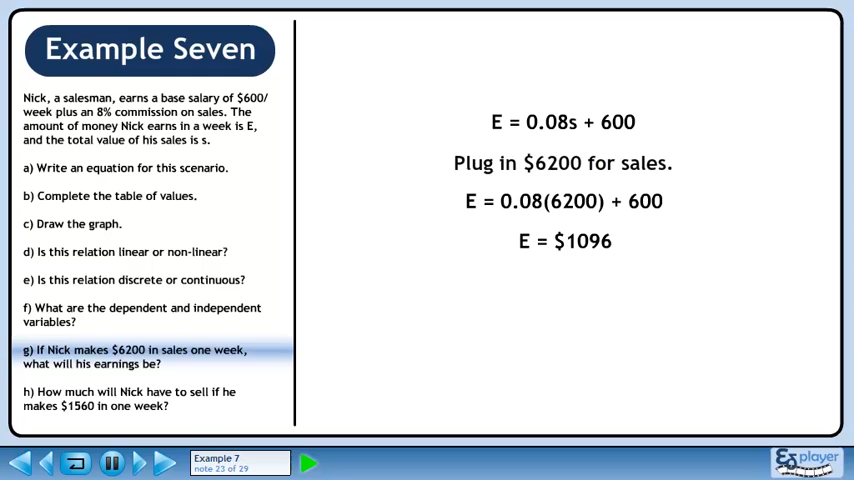 Example Seven
Nick, a salesman, earns a base salary of $600/
week plus an 8% commission on sales. The
amount of money Nick earns in a week is E,
and the total value of his sales is s.
a) Write an equation for this scenario.
b) Complete the table of values.
c) Draw the graph.
d) Is this relation linear or non-linear?
e) Is this relation discrete or continuous?
f) What are the dependent and independent
variables?
g) If Nick makes $6200 in sales one week,
what will his earnings be?
h) How much will Nick have to sell if he
makes $1560 in one week?
E = 0.08s + 600
Plug in $6200 for sales.
E = 0.08(6200) + 600
E = $1096
Example 7
note 23 of 29
player